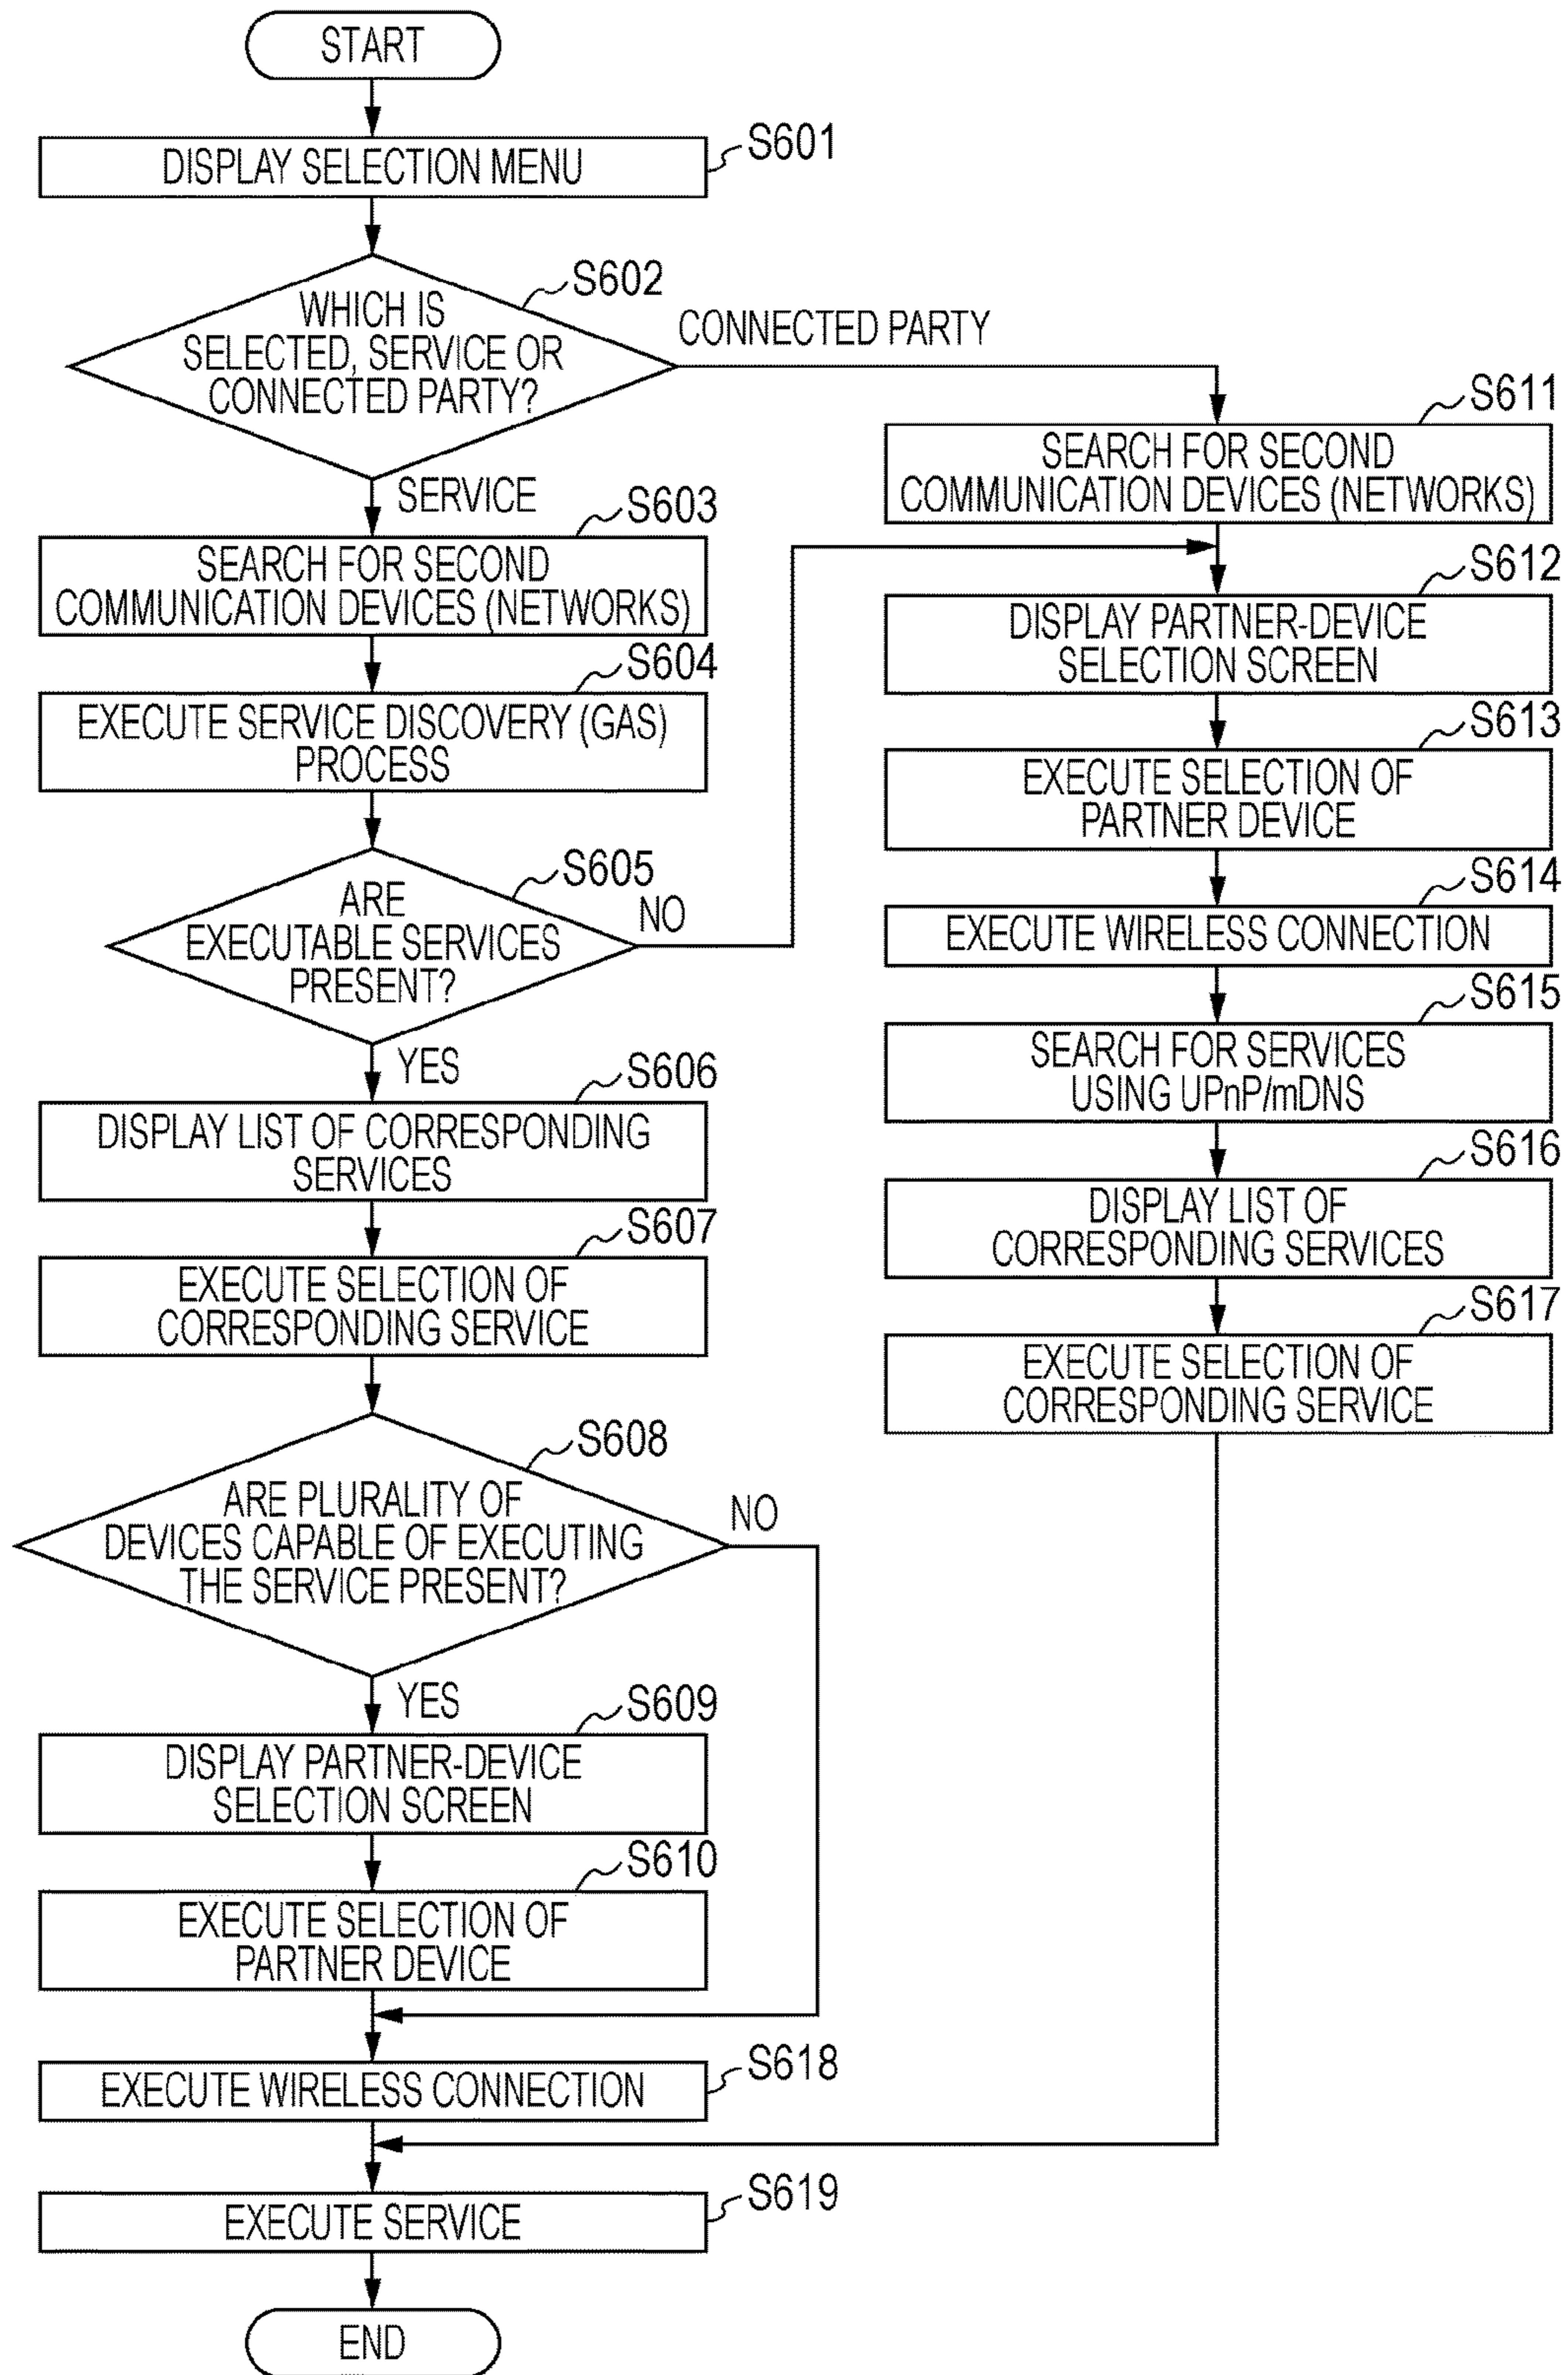 START
DISPLAY SELECTION MENU
S601
WHICH IS
SELECTED, SERVICE OR
CONNECTED PARTY?
S602
CONNECTED PARTY
SERVICE
S603
SEARCH FOR SECOND
COMMUNICATION DEVICES (NETWORKS)
S604
EXECUTE SERVICE DISCOVERY (GAS)
PROCESS
S605
ARE
EXECUTABLE SERVICES
PRESENT?
NO
YES
S606
DISPLAY LIST OF CORRESPONDING
SERVICES
S607
EXECUTE SELECTION OF
CORRESPONDING SERVICE
S608
ARE PLURALITY OF
DEVICES CAPABLE OF EXECUTING
THE SERVICE PRESENT?
NO
YES
S609
DISPLAY PARTNER-DEVICE
SELECTION SCREEN
S610
EXECUTE SELECTION OF
PARTNER DEVICE
S611
SEARCH FOR SECOND
COMMUNICATION DEVICES (NETWORKS)
S612
DISPLAY PARTNER-DEVICE
SELECTION SCREEN
S613
EXECUTE SELECTION OF
PARTNER DEVICE
S614
EXECUTE WIRELESS CONNECTION
S615
SEARCH FOR SERVICES
USING UPnP/mDNS
S616
DISPLAY LIST OF
CORRESPONDING SERVICES
S617
EXECUTE SELECTION OF
CORRESPONDING SERVICE
S618
EXECUTE WIRELESS CONNECTION
S619
EXECUTE SERVICE
END